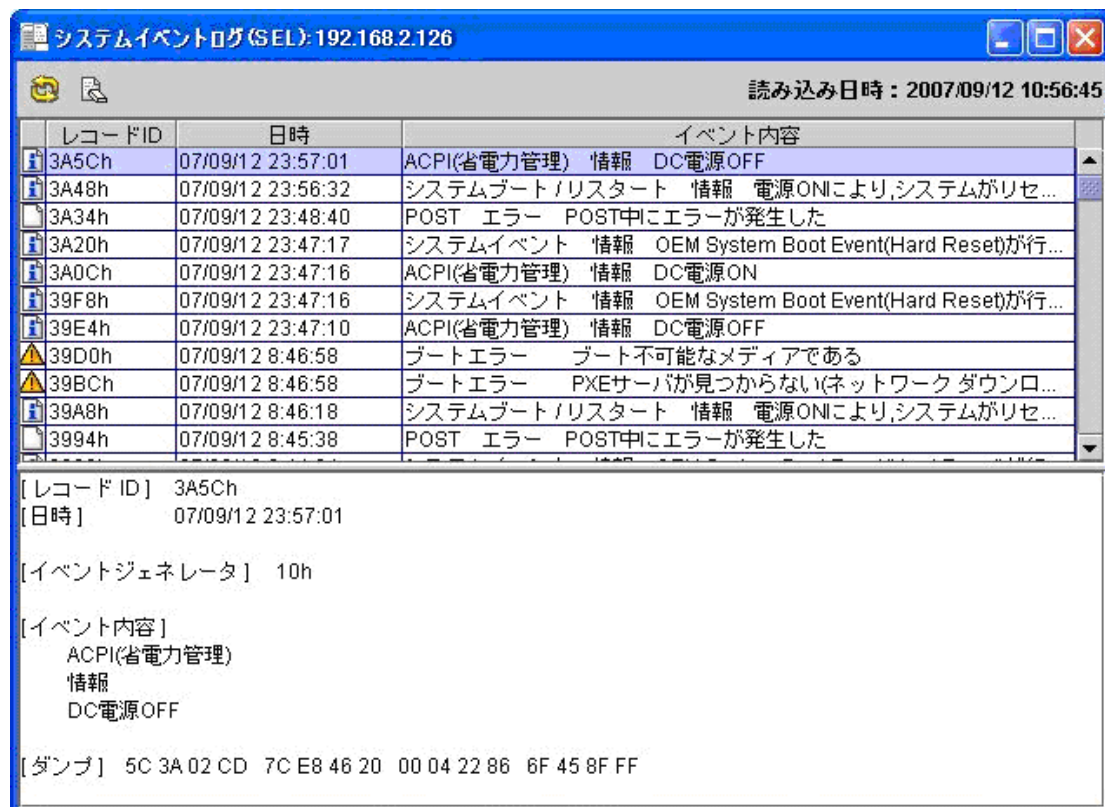 システムイベントログ(SEL): 192.168.2.126
読み込み日時：2007/09/12 10:56:45
レコードID 日時 イベント内容
3A5Ch 07/09/12 23:57:01 ACPI(省電力管理) 情報 DC電源OFF
3A48h 07/09/12 23:56:32 システムブート / リスタート 情報 電源ONにより,システムがリセ...
3A34h 07/09/12 23:48:40 POST エラー POST中にエラーが発生した
3A20h 07/09/12 23:47:17 システムイベント 情報 OEM System Boot Event(Hard Reset)が行...
3A0Ch 07/09/12 23:47:16 ACPI(省電力管理) 情報 DC電源ON
39F8h 07/09/12 23:47:16 システムイベント 情報 OEM System Boot Event(Hard Reset)が行...
39E4h 07/09/12 23:47:10 ACPI(省電力管理) 情報 DC電源OFF
39D0h 07/09/12 8:46:58 ブートエラー ブート不可能なメディアである
39BCh 07/09/12 8:46:58 ブートエラー PXEサーバが見つからない(ネットワーク ダウンロ...
39A8h 07/09/12 8:46:18 システムブート / リスタート 情報 電源ONにより,システムがリセ...
3994h 07/09/12 8:45:38 POST エラー POST中にエラーが発生した
[レコード ID] 3A5Ch
[日時] 07/09/12 23:57:01
[イベントジェネレータ] 10h
[イベント内容]
ACPI(省電力管理)
情報
DC電源OFF
[ダンプ] 5C 3A 02 CD 7C E8 46 20 00 04 22 86 6F 45 8F FF